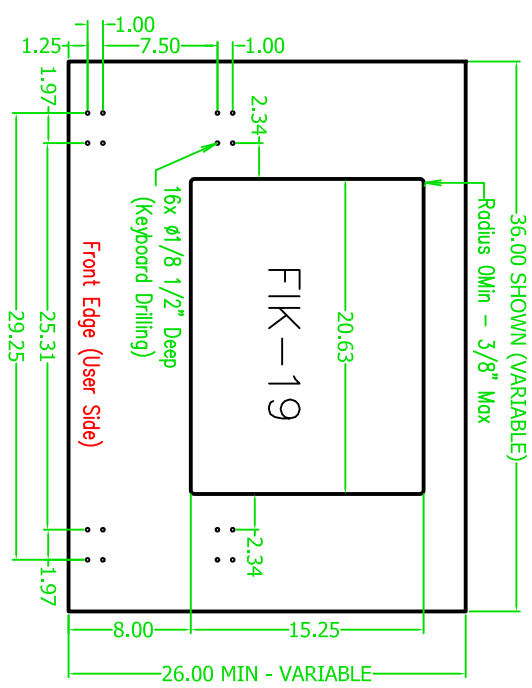 1.00
1.25
7.50
1.00
1.97
2.34
36.00 SHOWN (VARIABLE)
Radius 0Min - 3/8" Max
16x ø1/8 1/2" Deep
(Keyboard Drilling)
FIK-19
20.63
Front Edge (User Side)
25.31
29.25
2.34
1.97
8.00
15.25
26.00 MIN - VARIABLE